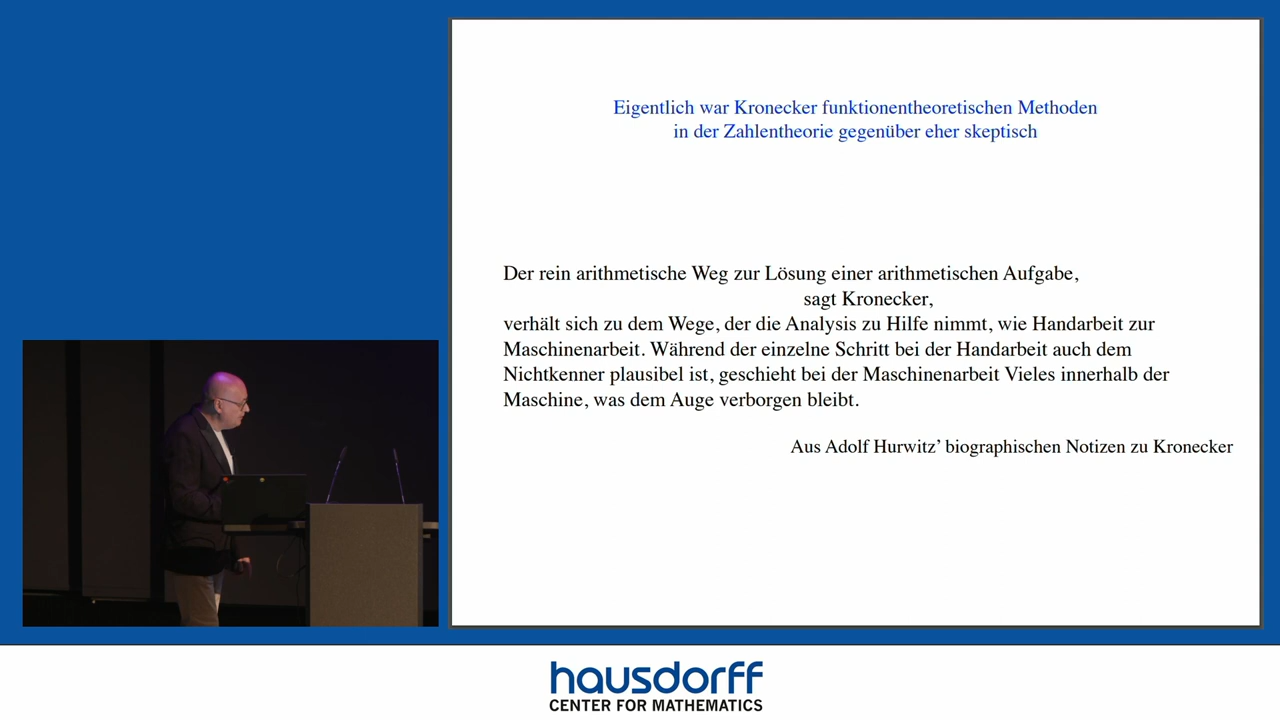 Eigentlich war Kronecker funktionentheoretischen Methoden
in der Zahlentheorie gegenüber eher skeptisch
Der rein arithmetische Weg zur Lösung einer arithmetischen Aufgabe,
sagt Kronecker,
verhält sich zu dem Wege, der die Analysis zu Hilfe nimmt, wie Handarbeit zur
Maschinenarbeit. Während der einzelne Schritt bei der Handarbeit auch dem
Nichtkenner plausibel ist, geschieht bei der Maschinenarbeit Vieles innerhalb der
Maschine, was dem Auge verborgen bleibt.
Aus Adolf Hurwitz’ biographischen Notizen zu Kronecker
hausdorff
CENTER FOR MATHEMATICS